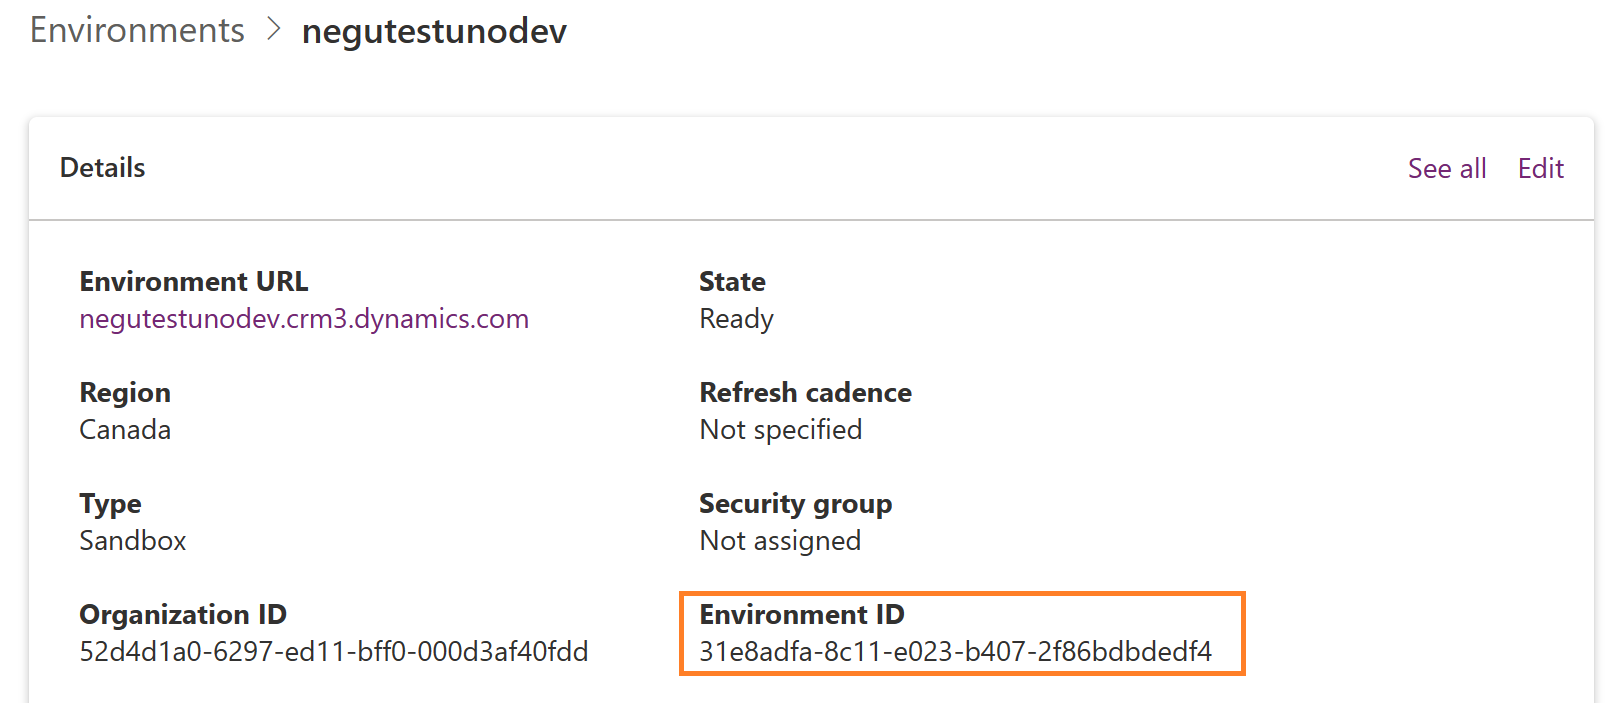 Environments > negutestunodev
Details
See all Edit
Environment URL
negutestunodev.crm3.dynamics.com
State
Ready
Region
Canada
Refresh cadence
Not specified
Type
Sandbox
Security group
Not assigned
Organization ID
52d4d1a0-6297-ed11-bff0-000d3af40fdd
Environment ID
31e8adfa-8c11-e023-b407-2f86bdbdedf4